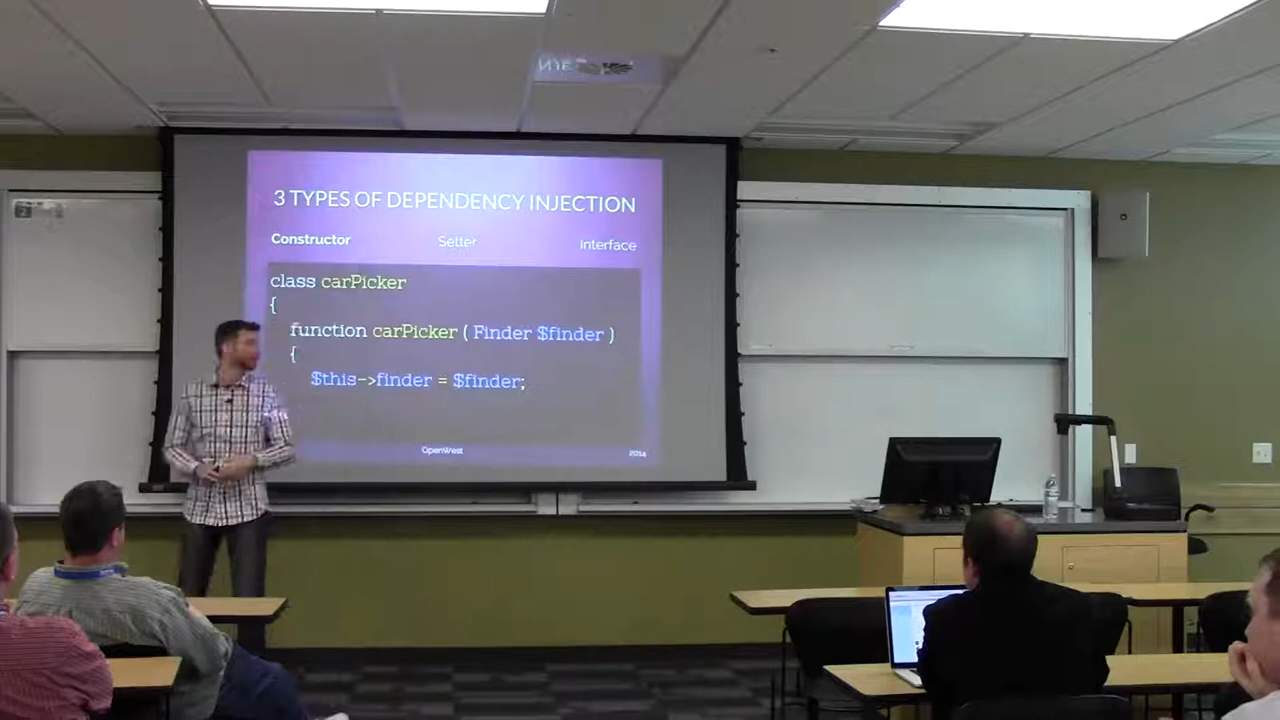 3 TYPES OF DEPENDENCY INJECTION
Constructor Setter Interface
class carPicker
{
function carPicker ( Finder $finder )
{
$this->finder = $finder;
OpenWest 2014